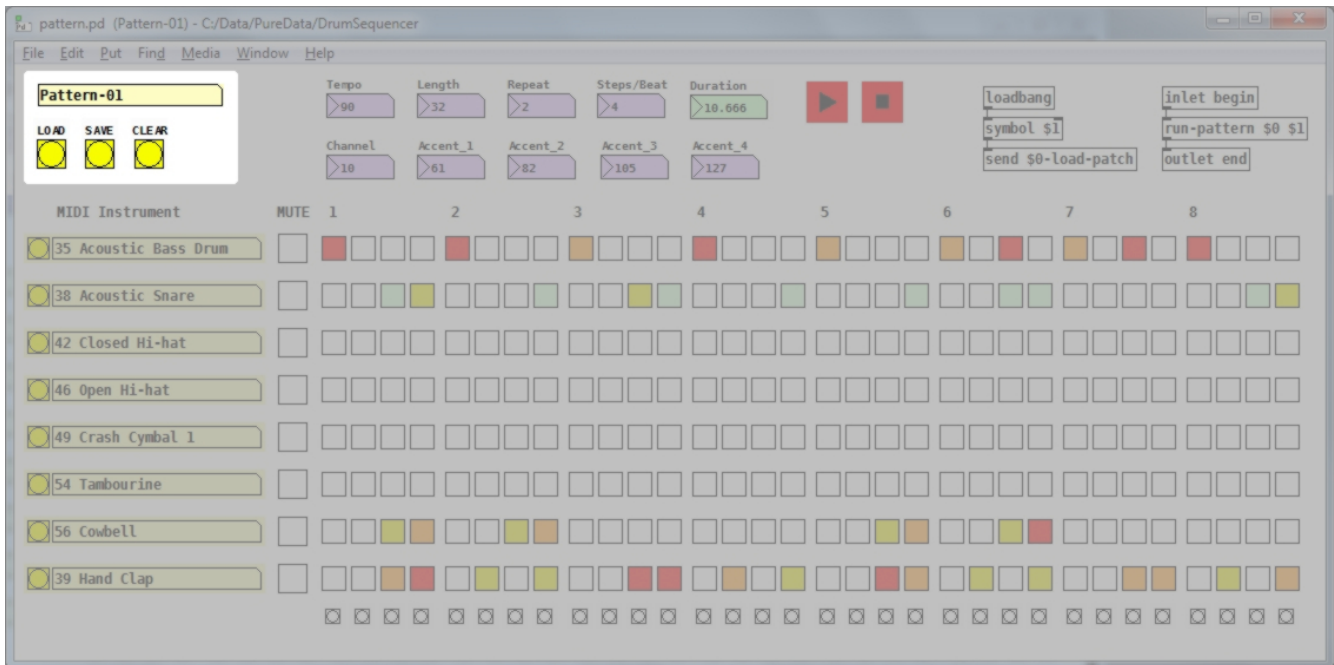 pattern.pd (Pattern-01) - C:/Data/PureData/DrumSequencer
File Edit Put Find Media Window Help
Pattern-01
LOAD SAVE CLEAR
Tempo Length Repeat Steps/Beat Duration
90 32 2 4 10.666
Channel Accent_1 Accent_2 Accent_3 Accent_4
10 61 82 105 127
loadbang
symbol $1
send $0-load-patch
inlet begin
run-pattern $0 $1
outlet end
MIDI Instrument MUTE 1 2 3 4 5 6 7 8
35 Acoustic Bass Drum
38 Acoustic Snare
42 Closed Hi-hat
46 Open Hi-hat
49 Crash Cymbal 1
54 Tambourine
56 Cowbell
39 Hand Clap